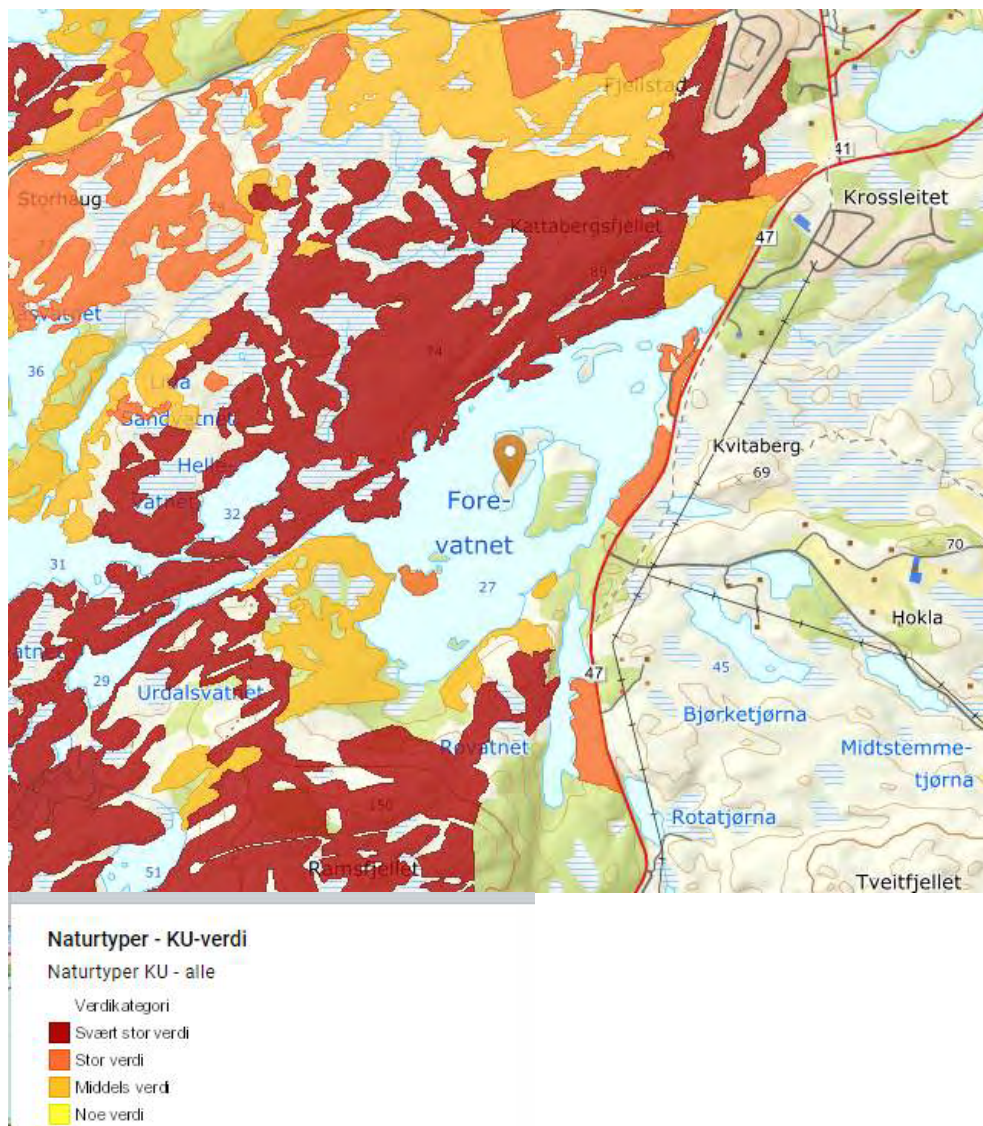 Fjellstad
41
Storhaug
Krossleitet
Kattabergsfjellet
47
89
36
74
Lilla
Sandvatnet
Kvitaberg
Helle-
vatnet
69
Fore-
vatnet
32
31
70
27
Hokla
29
45
47
Urdalsvatnet
Bjørketjørna
Røvatnet
Midtstemme-
tjørna
150
Rotatjørna
51
Ramsfjellet
Tveitfjellet
Naturtyper - KU-verdi
Naturtyper KU - alle
Verdikategori
Svært stor verdi
Stor verdi
Middels verdi
Noe verdi